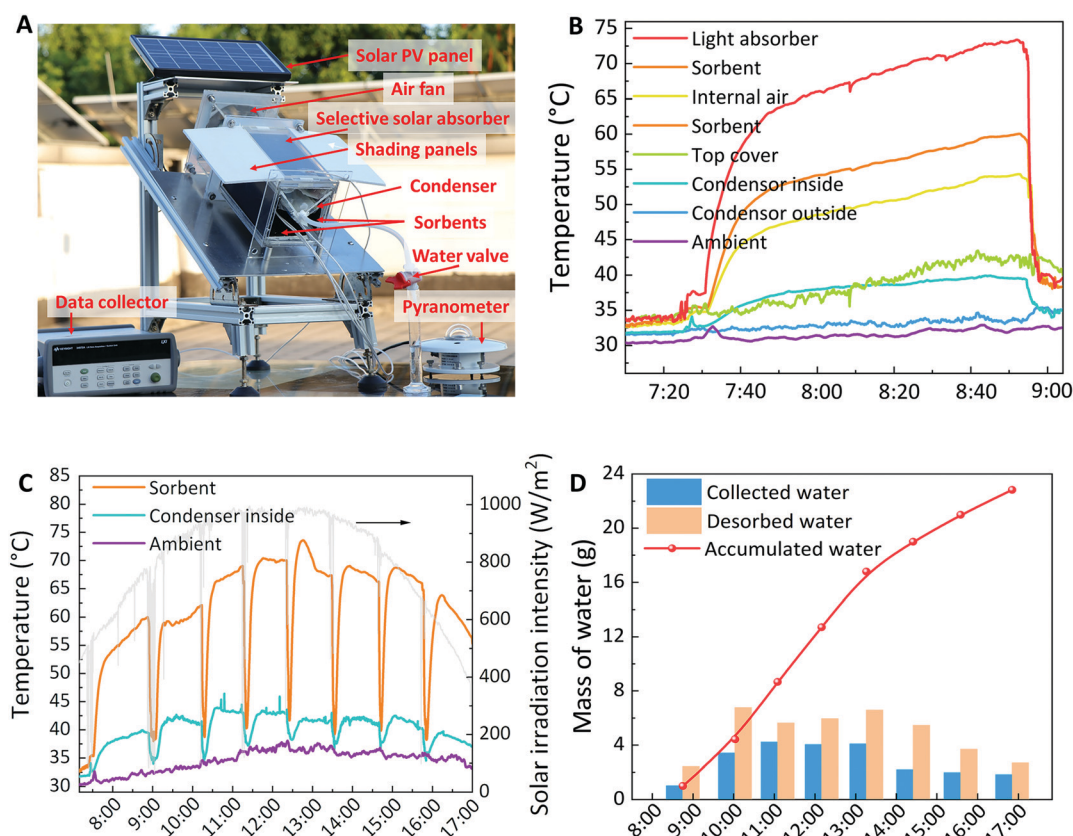 A
Solar PV panel
Air fan
Selective solar absorber
Shading panels
Condenser
Sorbents
Water valve
Data collector
Pyranometer
B
Temperature (°C)
75
70
65
60
55
50
45
40
35
30
Light absorber
Sorbent
Internal air
Sorbent
Top cover
Condensor inside
Condensor outside
Ambient
7:20 7:40 8:00 8:20 8:40 9:00
C
Temperature (°C)
85
80
75
70
65
60
55
50
45
40
35
30
Sorbent
Condenser inside
Ambient
1000
800
600
400
200
0
Solar irradiation intensity (W/m²)
8:00 9:00 10:00 11:00 12:00 13:00 14:00 15:00 16:00 17:00
D
Mass of water (g)
24
20
16
12
8
4
0
Collected water
Desorbed water
Accumulated water
8:00 9:00 10:00 11:00 12:00 13:00 14:00 15:00 16:00 17:00